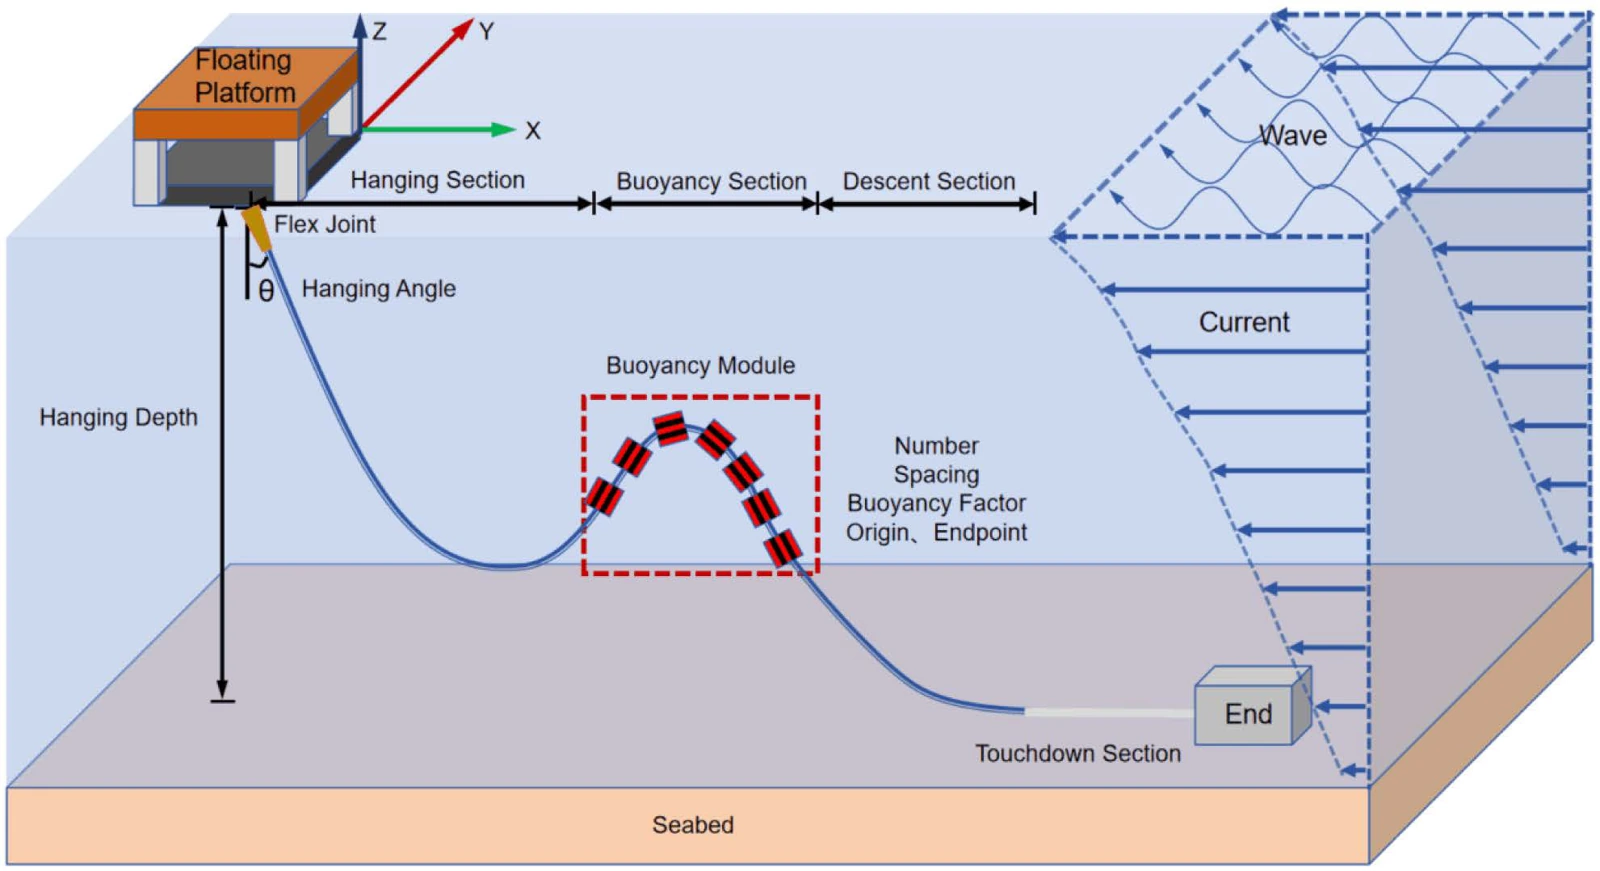 Z
Y
Floating
Platform
X
Wave
Hanging Section
Buoyancy Section
Descent Section
Flex Joint
θ
Hanging Angle
Current
Buoyancy Module
Hanging Depth
Number
Spacing
Buoyancy Factor
Origin、Endpoint
End
Touchdown Section
Seabed